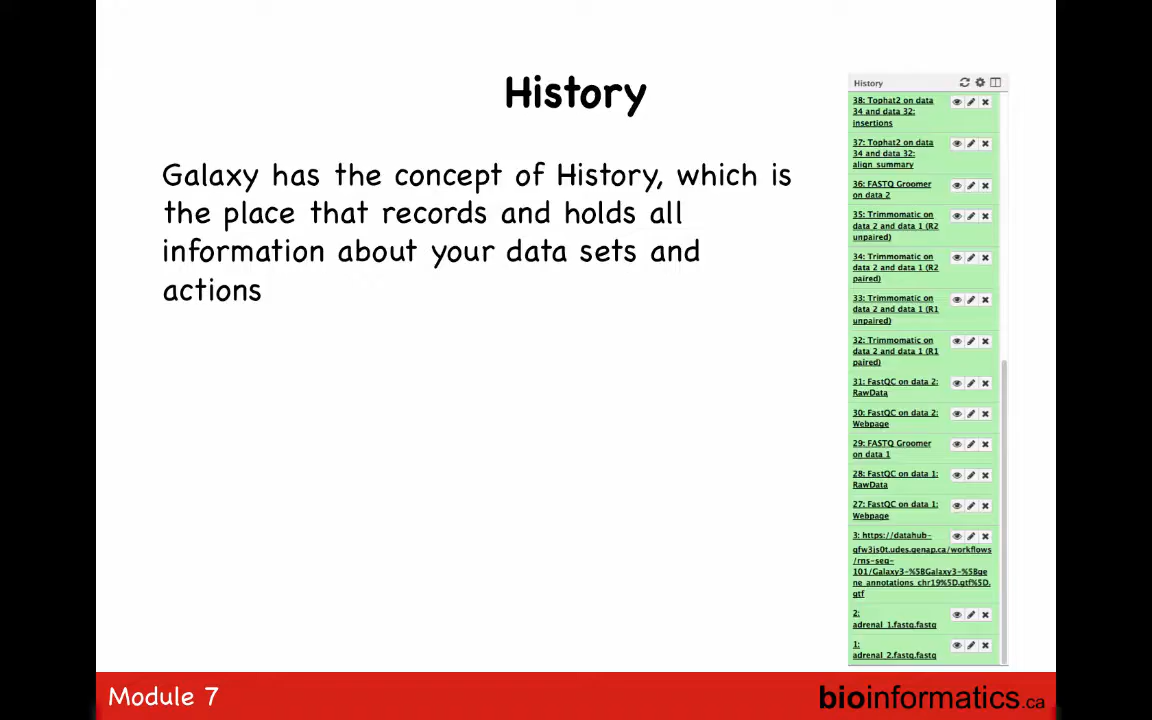 History
Galaxy has the concept of History, which is
the place that records and holds all
information about your data sets and
actions
History
38: Tophat2 on data
34 and data 32:
insertions
37: Tophat2 on data
34 and data 32:
align_summary
36: FASTQ Groomer
on data 2
35: Trimmomatic on
data 2 and data 1 (R2
unpaired)
34: Trimmomatic on
data 2 and data 1 (R2
paired)
33: Trimmomatic on
data 2 and data 1 (R1
unpaired)
32: Trimmomatic on
data 2 and data 1 (R1
paired)
31: FastQC on data 2:
RawData
30: FastQC on data 2:
Webpage
29: FASTQ Groomer
on data 1
28: FastQC on data 1:
RawData
27: FastQC on data 1:
Webpage
3: https://datahub-
gfw3js0t.udes.genap.ca/workflows
/rns-seq-
101/Galaxy3-%5BGalaxy3-%5Bge
ne_annotations_chr19%5D.gtf%5D.
gtf
2:
adrenal_1.fastq.fastq
1:
adrenal_2.fastq.fastq
Module 7
bioinformatics.ca